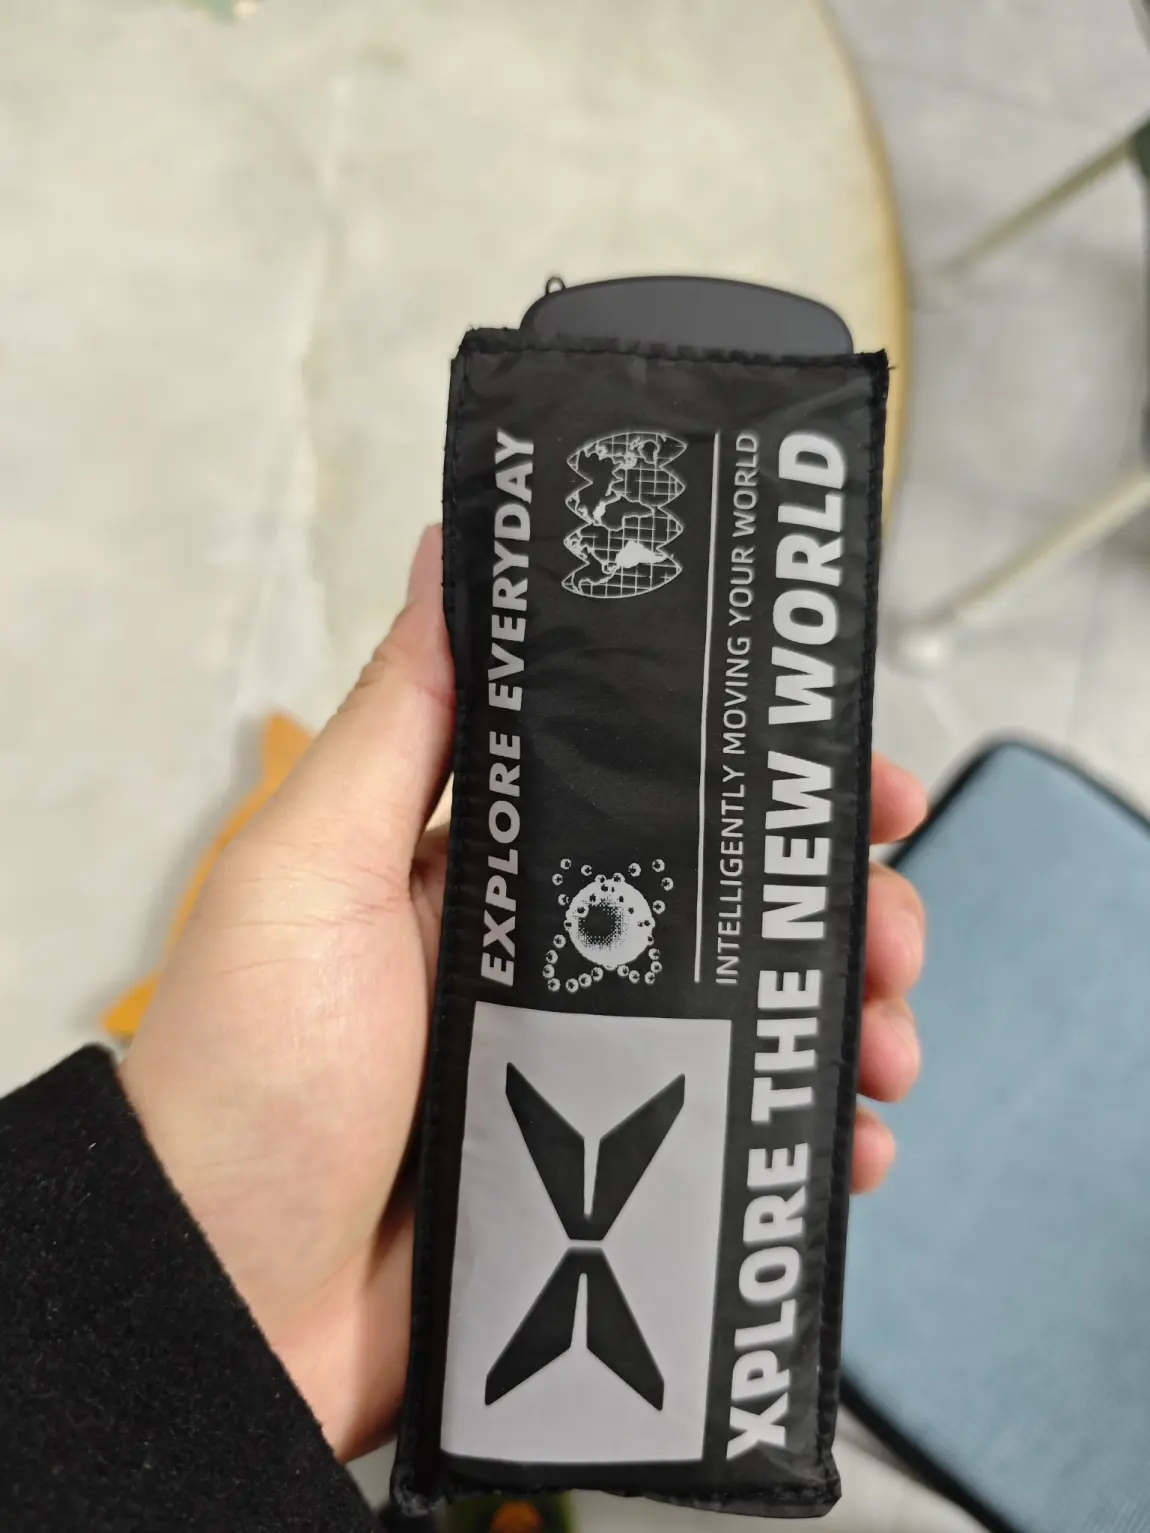 EXPLORE EVERYDAY
INTELLIGENTLY MOVING YOUR WORLD
XPLORE THE NEW WORLD